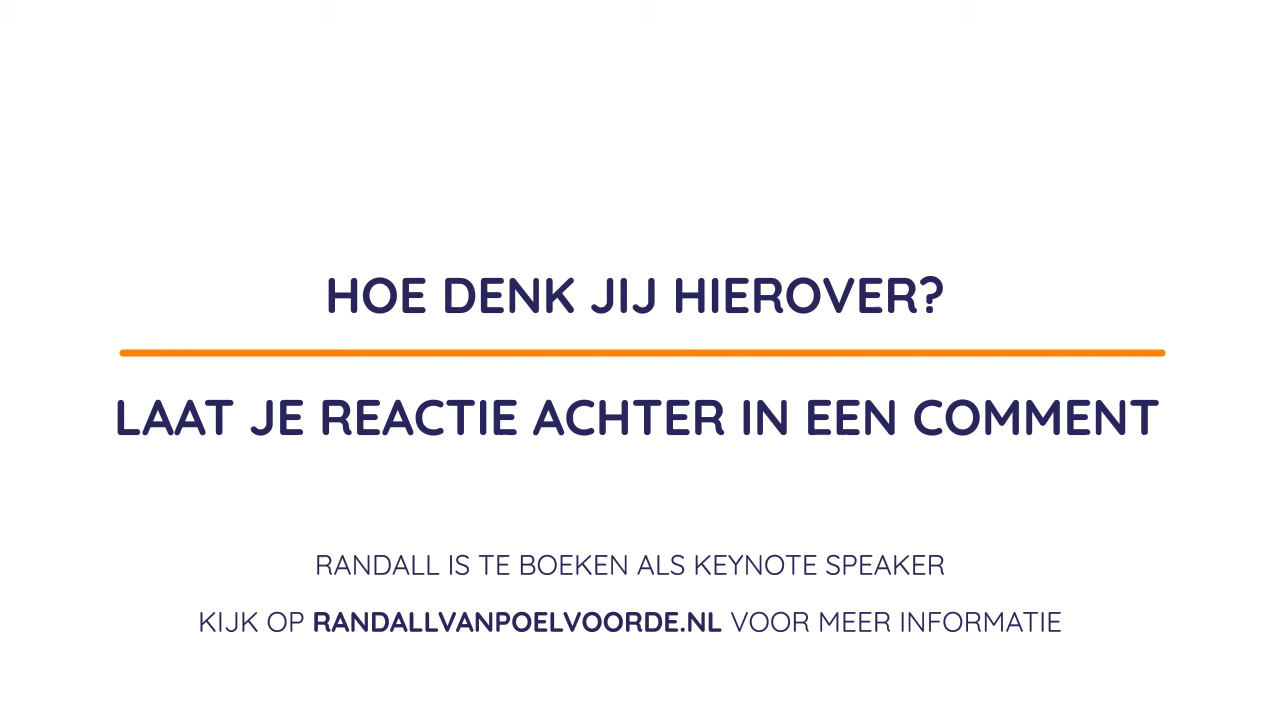 HOE DENK JIJ HIEROVER?
LAAT JE REACTIE ACHTER IN EEN COMMENT
RANDALL IS TE BOEKEN ALS KEYNOTE SPEAKER
KIJK OP RANDALLVANPOELVOORDE.NL VOOR MEER INFORMATIE